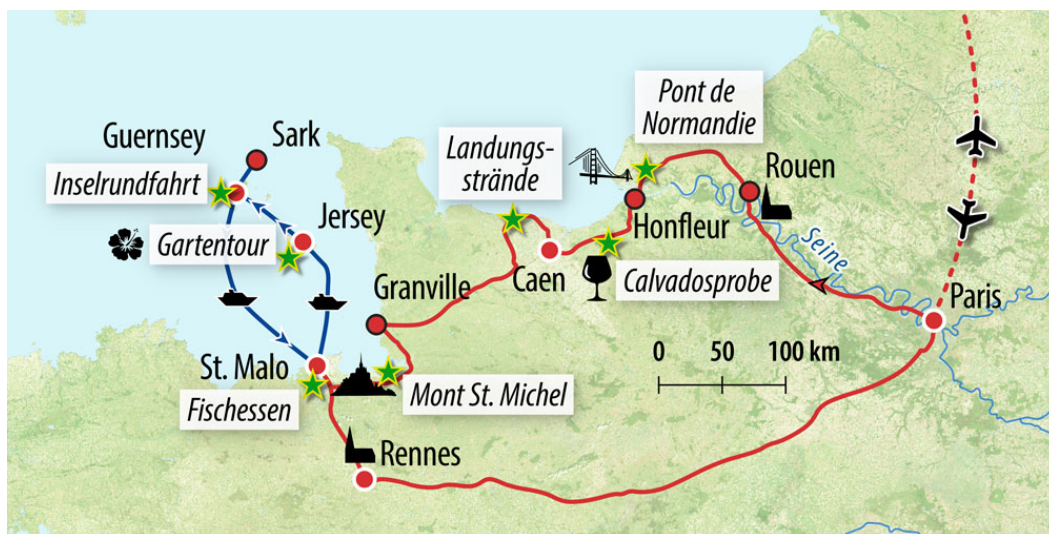 Pont de
Normandie
Guernsey
Sark
Landungs-
strände
Rouen
Inselrundfahrt
Jersey
Honfleur
Gartentour
Seine
Caen
Calvadosprobe
Granville
Paris
0 50 100 km
St. Malo
Mont St. Michel
Fischessen
Rennes